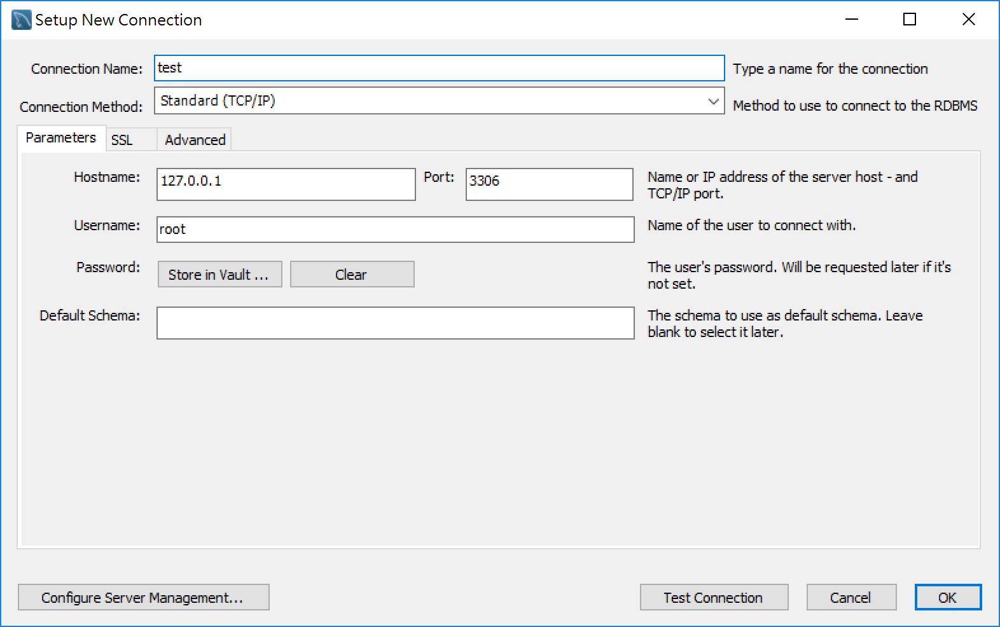 Setup New Connection
Connection Name: test Type a name for the connection
Connection Method: Standard (TCP/IP) Method to use to connect to the RDBMS
Parameters SSL Advanced
Hostname: 127.0.0.1 Port: 3306 Name or IP address of the server host - and
TCP/IP port.
Username: root Name of the user to connect with.
Password: Store in Vault ... Clear The user's password. Will be requested later if it's
not set.
Default Schema: The schema to use as default schema. Leave
blank to select it later.
Configure Server Management... Test Connection Cancel OK